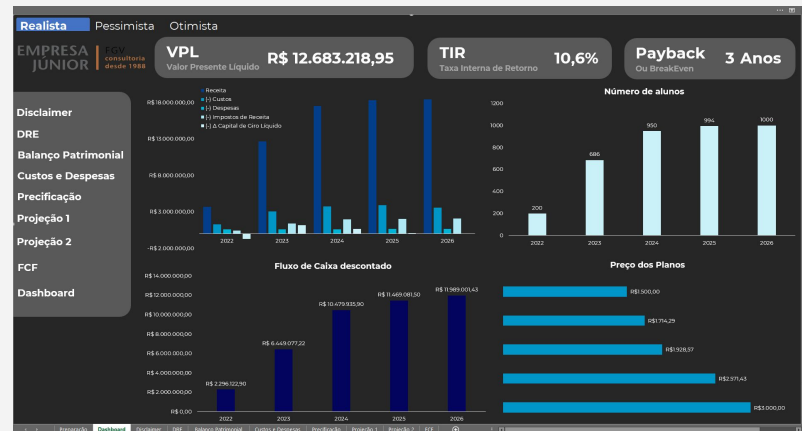 Realista Pessimista Otimista
EMPRESA JÚNIOR
FGV consultoria desde 1988
VPL
Valor Presente Líquido
R$ 12.683.218,95
TIR
Taxa Interna de Retorno
10,6%
Payback
Ou BreakEven
3 Anos
Disclaimer
DRE
Balanço Patrimonial
Custos e Despesas
Precificação
Projeção 1
Projeção 2
FCF
Dashboard
Receita
(-) Custos
(-) Despesas
(-) Impostos de Receita
(-) Δ Capital de Giro Líquido
R$ 18.000.000,00
R$ 13.000.000,00
R$ 8.000.000,00
R$ 3.000.000,00
-R$ 2.000.000,00
2022 2023 2024 2025 2026
Número de alunos
1200
1000
800
600
400
200
0
200 686 950 994 1000
2022 2023 2024 2025 2026
Fluxo de Caixa descontado
R$ 14.000.000,00
R$ 12.000.000,00
R$ 10.000.000,00
R$ 8.000.000,00
R$ 6.000.000,00
R$ 4.000.000,00
R$ 2.000.000,00
R$ 0,00
R$ 2.296.122,90
R$ 6.449.077,22
R$ 10.479.935,90
R$ 11.469.081,50
R$ 11.989.001,43
2022 2023 2024 2025 2026
Preço dos Planos
R$1.500,00
R$1.714,29
R$1.928,57
R$2.571,43
R$3.000,00
Preparação Dashboard Disclaimer DRE Balanço Patrimonial Custos e Despesas Precificação Projeção 1 Projeção 2 FCF